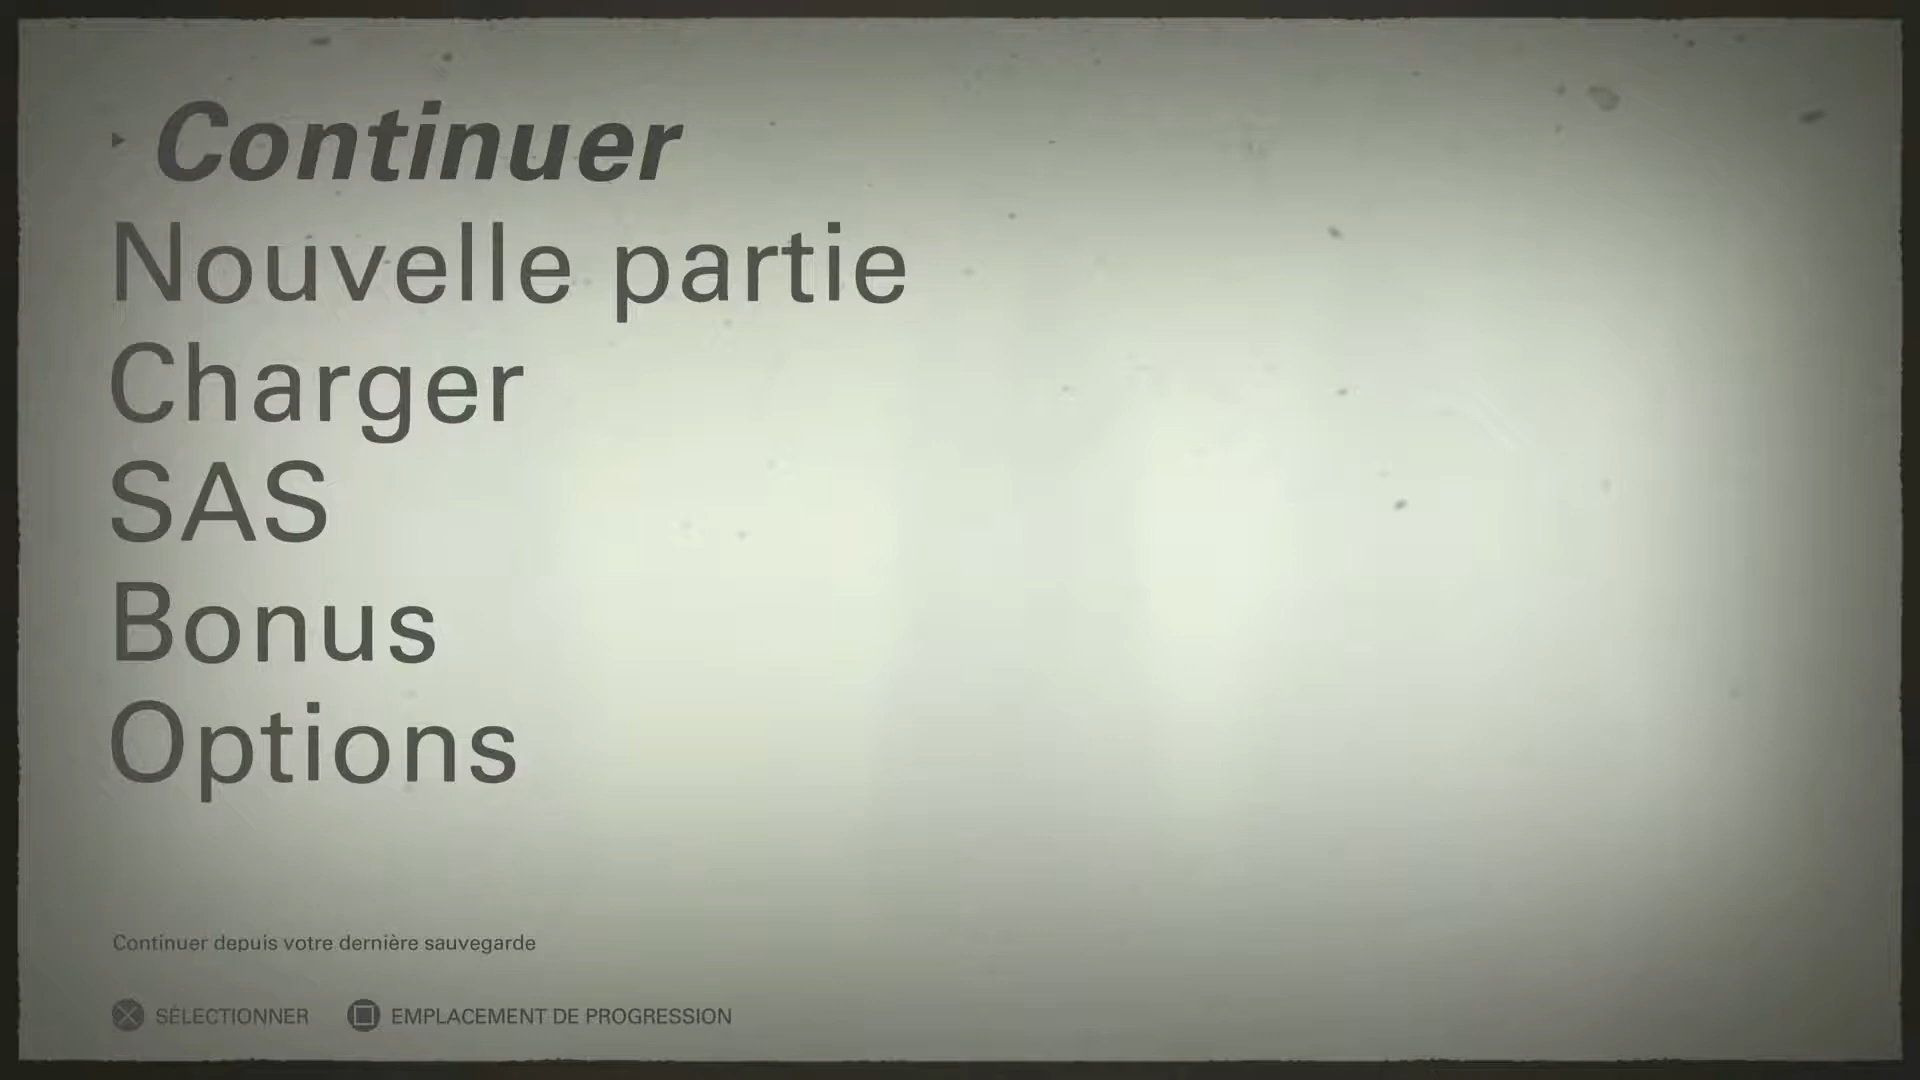 Continuer
Nouvelle partie
Charger
SAS
Bonus
Options
Continuer depuis votre dernière sauvegarde
SÉLECTIONNER EMPLACEMENT DE PROGRESSION